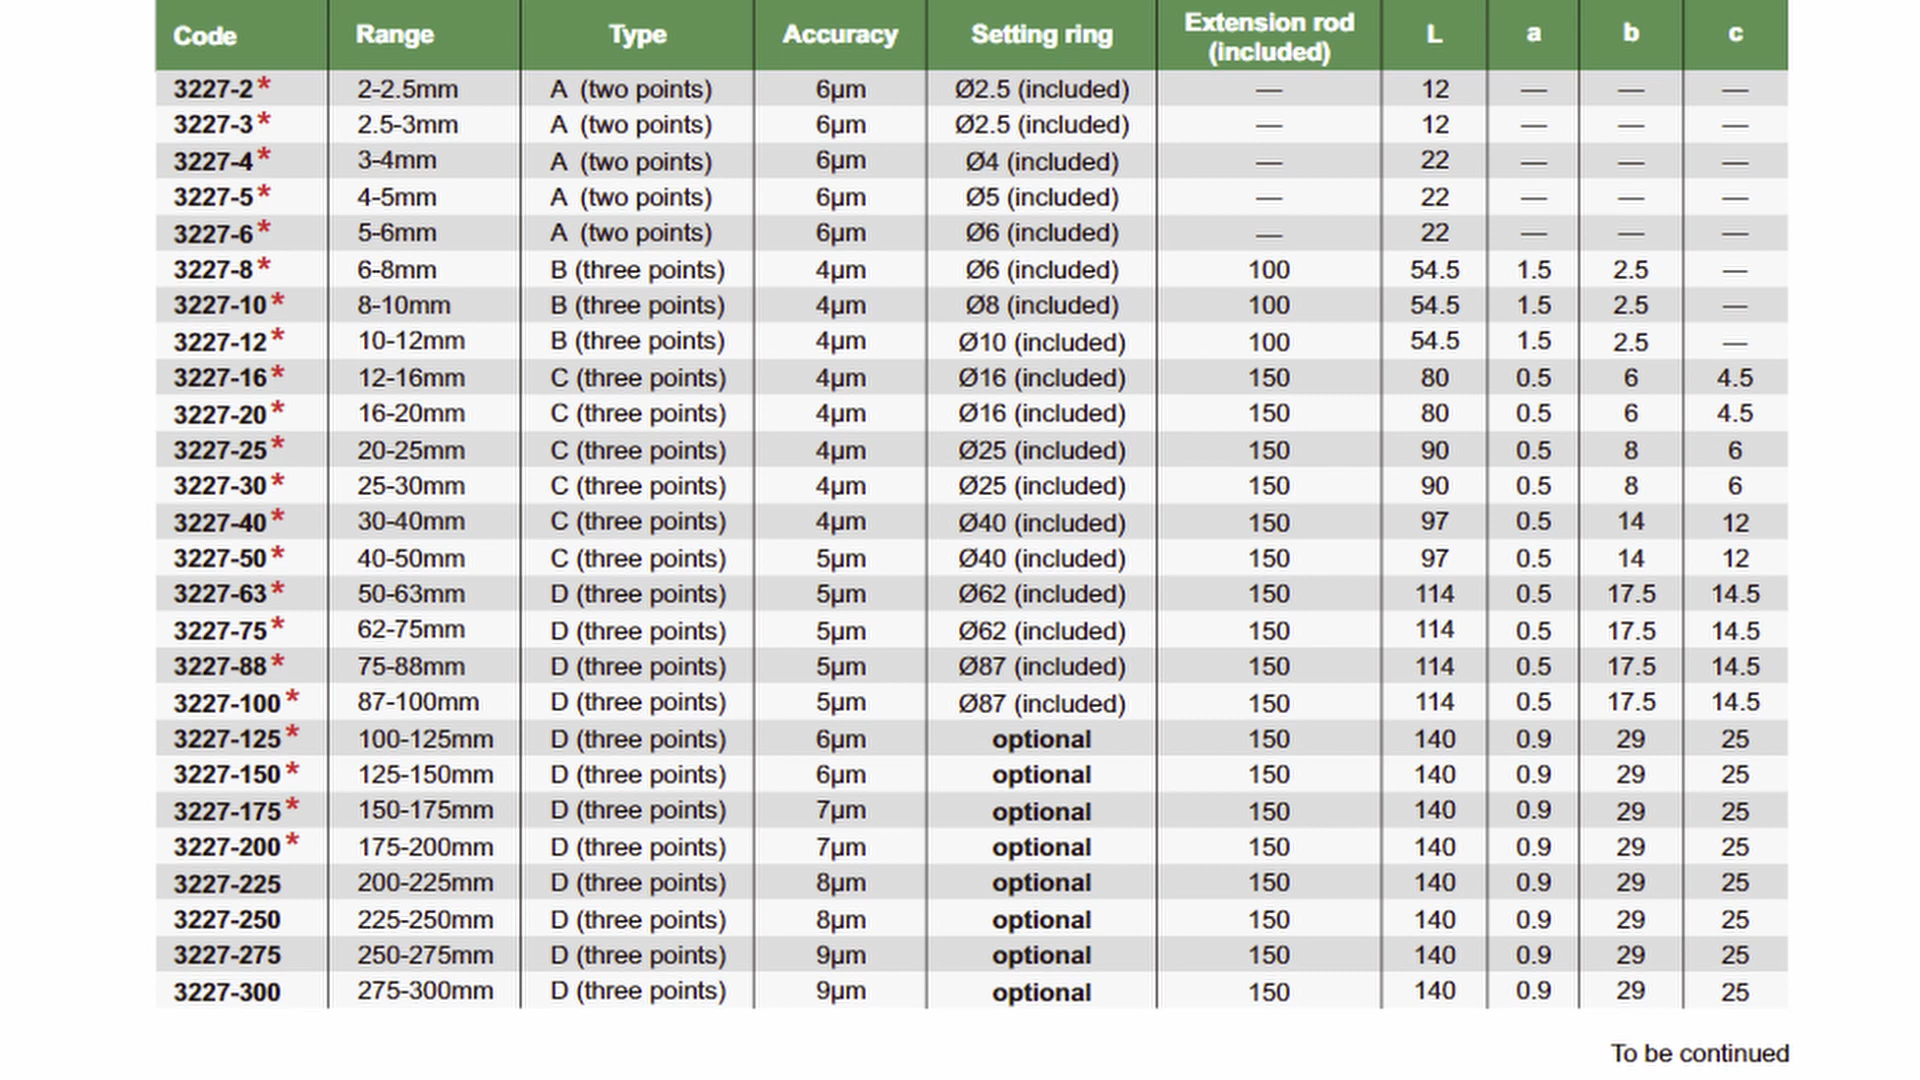 Code Range Type Accuracy Setting ring Extension rod (included) L a b c
3227-2* 2-2.5mm A (two points) 6µm Ø2.5 (included) — 12 — — —
3227-3* 2.5-3mm A (two points) 6µm Ø2.5 (included) — 12 — — —
3227-4* 3-4mm A (two points) 6µm Ø4 (included) — 22 — — —
3227-5* 4-5mm A (two points) 6µm Ø5 (included) — 22 — — —
3227-6* 5-6mm A (two points) 6µm Ø6 (included) — 22 — — —
3227-8* 6-8mm B (three points) 4µm Ø6 (included) 100 54.5 1.5 2.5 —
3227-10* 8-10mm B (three points) 4µm Ø8 (included) 100 54.5 1.5 2.5 —
3227-12* 10-12mm B (three points) 4µm Ø10 (included) 100 54.5 1.5 2.5 —
3227-16* 12-16mm C (three points) 4µm Ø16 (included) 150 80 0.5 6 4.5
3227-20* 16-20mm C (three points) 4µm Ø16 (included) 150 80 0.5 6 4.5
3227-25* 20-25mm C (three points) 4µm Ø25 (included) 150 90 0.5 8 6
3227-30* 25-30mm C (three points) 4µm Ø25 (included) 150 90 0.5 8 6
3227-40* 30-40mm C (three points) 4µm Ø40 (included) 150 97 0.5 14 12
3227-50* 40-50mm C (three points) 5µm Ø40 (included) 150 97 0.5 14 12
3227-63* 50-63mm D (three points) 5µm Ø62 (included) 150 114 0.5 17.5 14.5
3227-75* 62-75mm D (three points) 5µm Ø62 (included) 150 114 0.5 17.5 14.5
3227-88* 75-88mm D (three points) 5µm Ø87 (included) 150 114 0.5 17.5 14.5
3227-100* 87-100mm D (three points) 5µm Ø87 (included) 150 114 0.5 17.5 14.5
3227-125* 100-125mm D (three points) 6µm optional 150 140 0.9 29 25
3227-150* 125-150mm D (three points) 6µm optional 150 140 0.9 29 25
3227-175* 150-175mm D (three points) 7µm optional 150 140 0.9 29 25
3227-200* 175-200mm D (three points) 7µm optional 150 140 0.9 29 25
3227-225 200-225mm D (three points) 8µm optional 150 140 0.9 29 25
3227-250 225-250mm D (three points) 8µm optional 150 140 0.9 29 25
3227-275 250-275mm D (three points) 9µm optional 150 140 0.9 29 25
3227-300 275-300mm D (three points) 9µm optional 150 140 0.9 29 25
To be continued